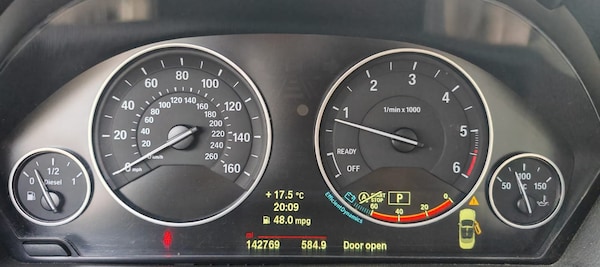 80
60
100
40
120
20
140
0
160
mph
km/h
20
40
60
80
100
120
140
160
180
200
220
240
260
1/2
0
1
Diesel
1
2
3
4
5
6
1/min x 1000
READY
OFF
START
STOP
P
60
40
20
0
EfficientDynamics
50
100
150
°C
+ 17.5 °C
20:09
48.0 mpg
mi
142769
584.9
Door open